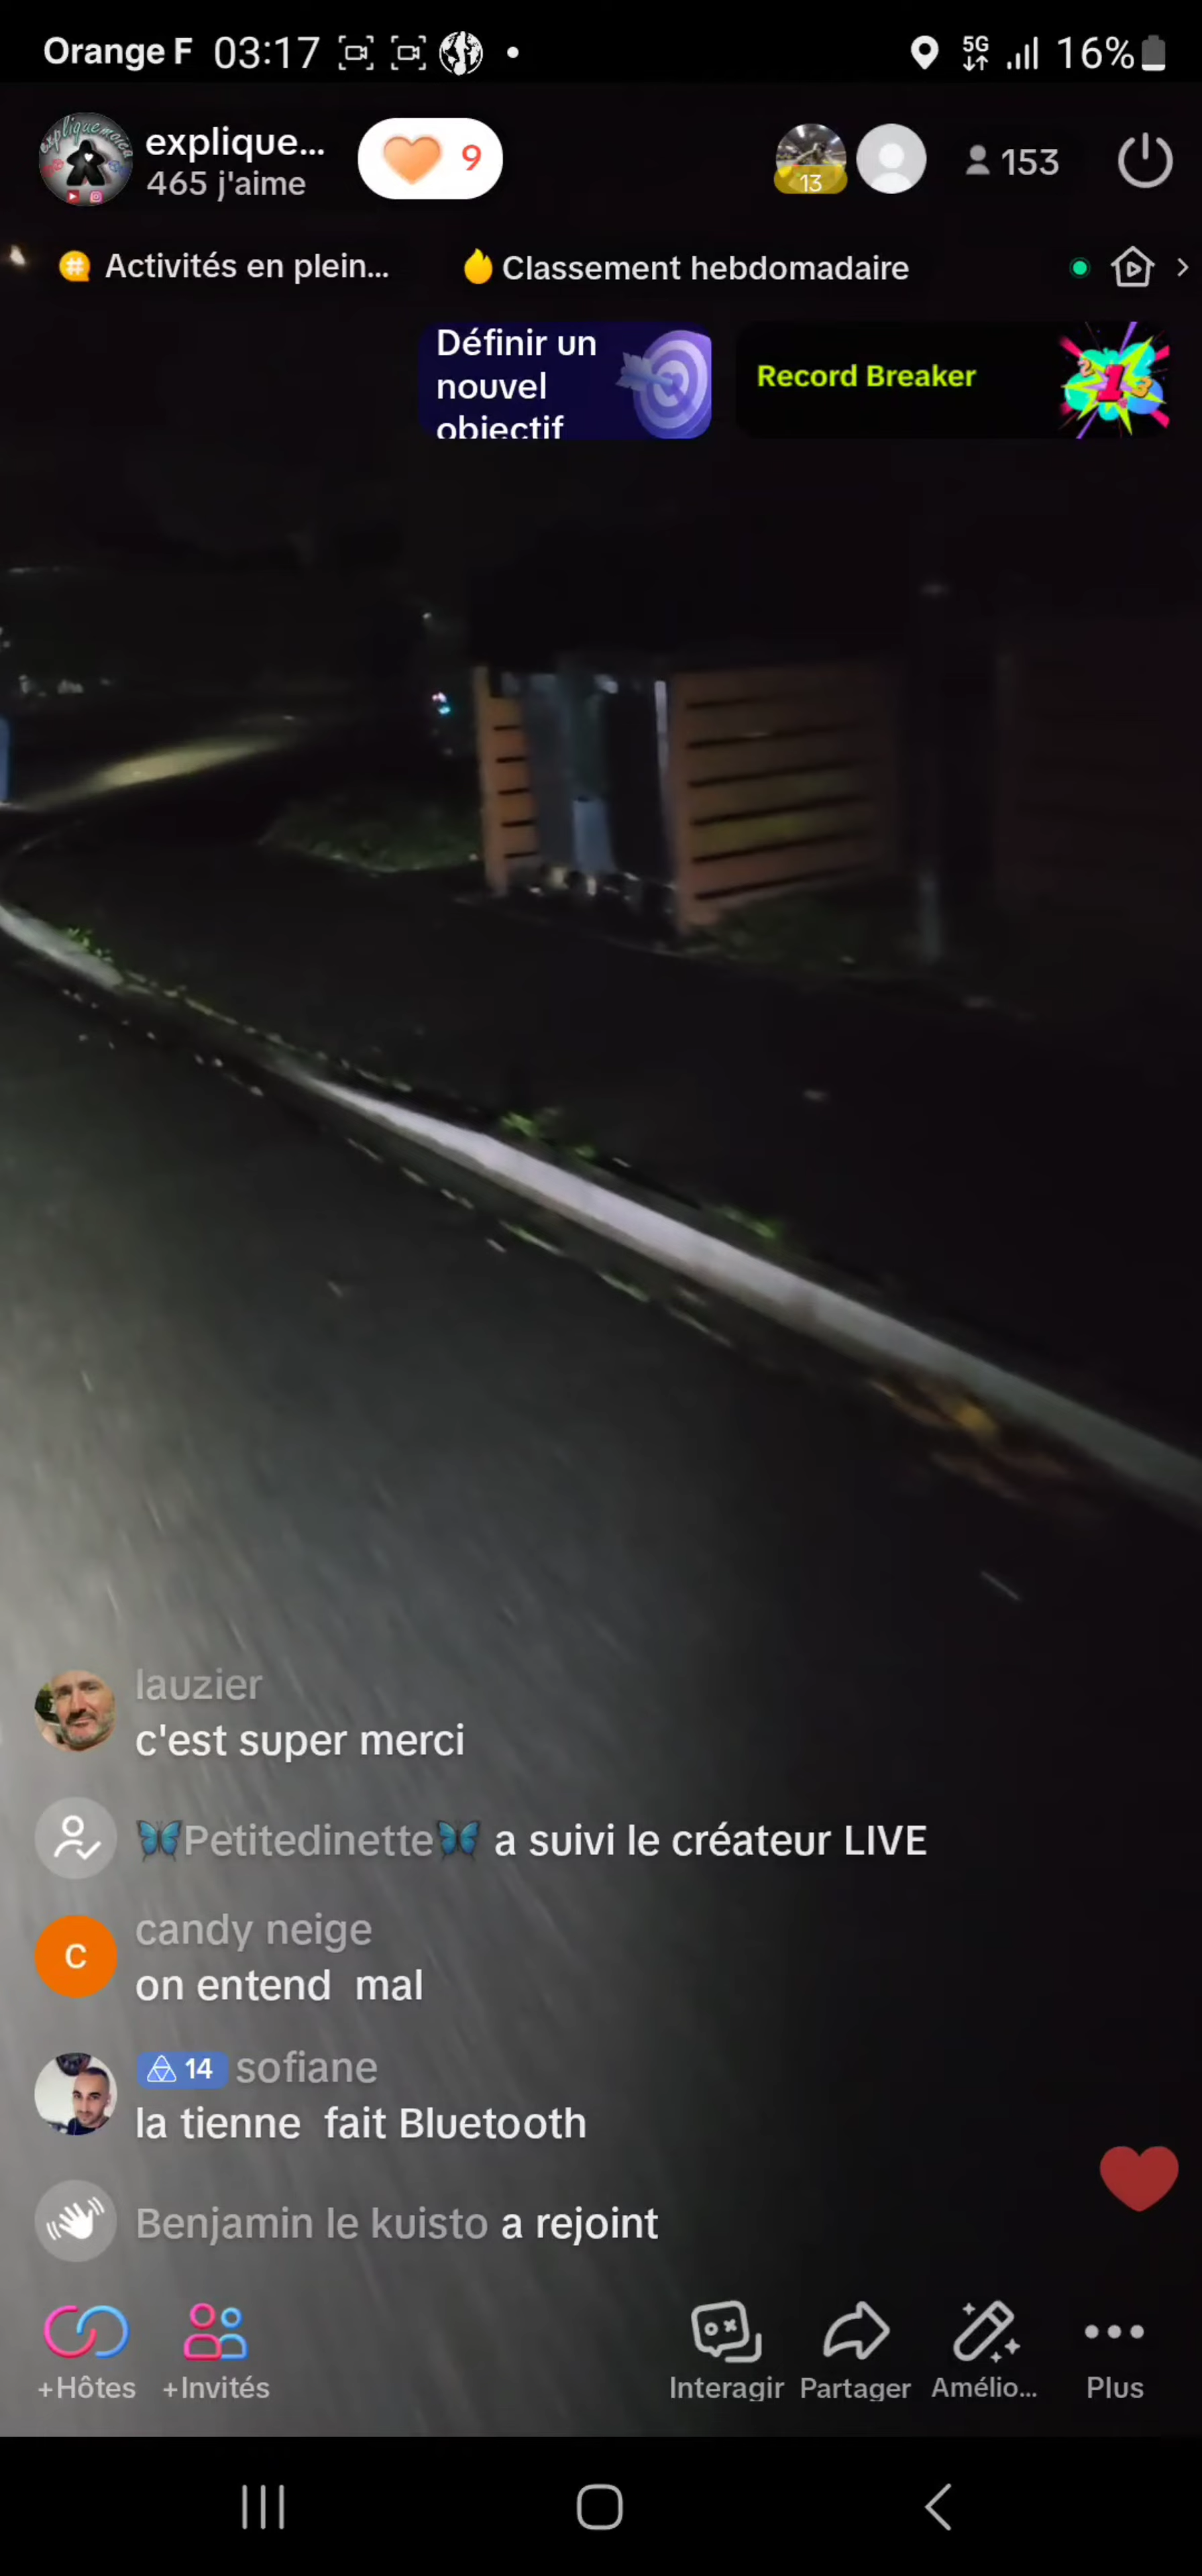 Orange F 03:17
5G
16%
explique...
465 j'aime
9
13
153
Activités en plein...
Classement hebdomadaire
Définir un
nouvel
objectif
Record Breaker
lauzier
c'est super merci
🦋Petitedinette🦋 a suivi le créateur LIVE
candy neige
C
on entend mal
14 sofiane
la tienne fait Bluetooth
Benjamin le kuisto a rejoint
+Hôtes
+Invités
Interagir
Partager
Amélio...
Plus